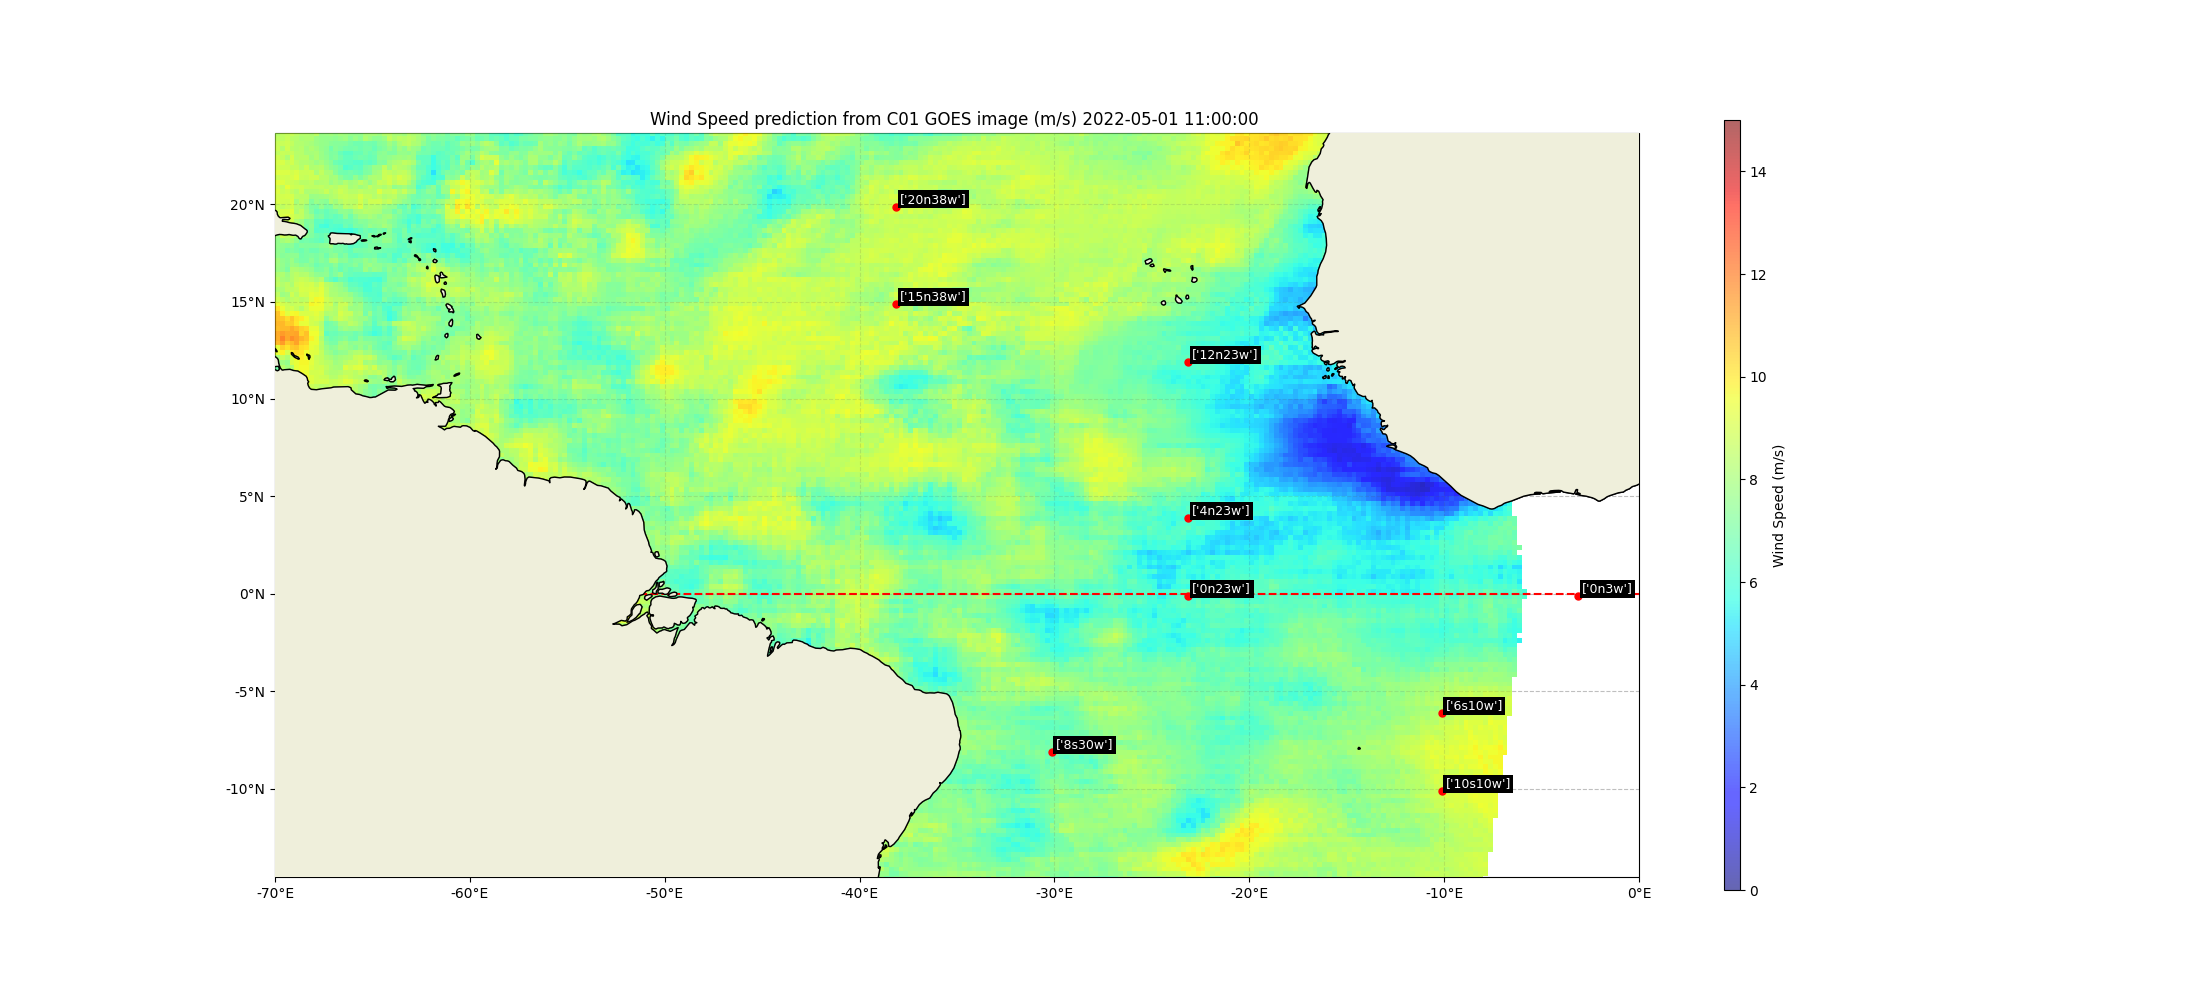 Wind Speed prediction from C01 GOES image (m/s) 2022-05-01 11:00:00
20°N
15°N
10°N
5°N
0°N
-5°N
-10°N
['20n38w']
['15n38w']
['12n23w']
['4n23w']
['0n23w']
['0n3w']
['6s10w']
['8s30w']
['10s10w']
-70°E
-60°E
-50°E
-40°E
-30°E
-20°E
-10°E
0°E
14
12
10
8
6
4
2
0
Wind Speed (m/s)